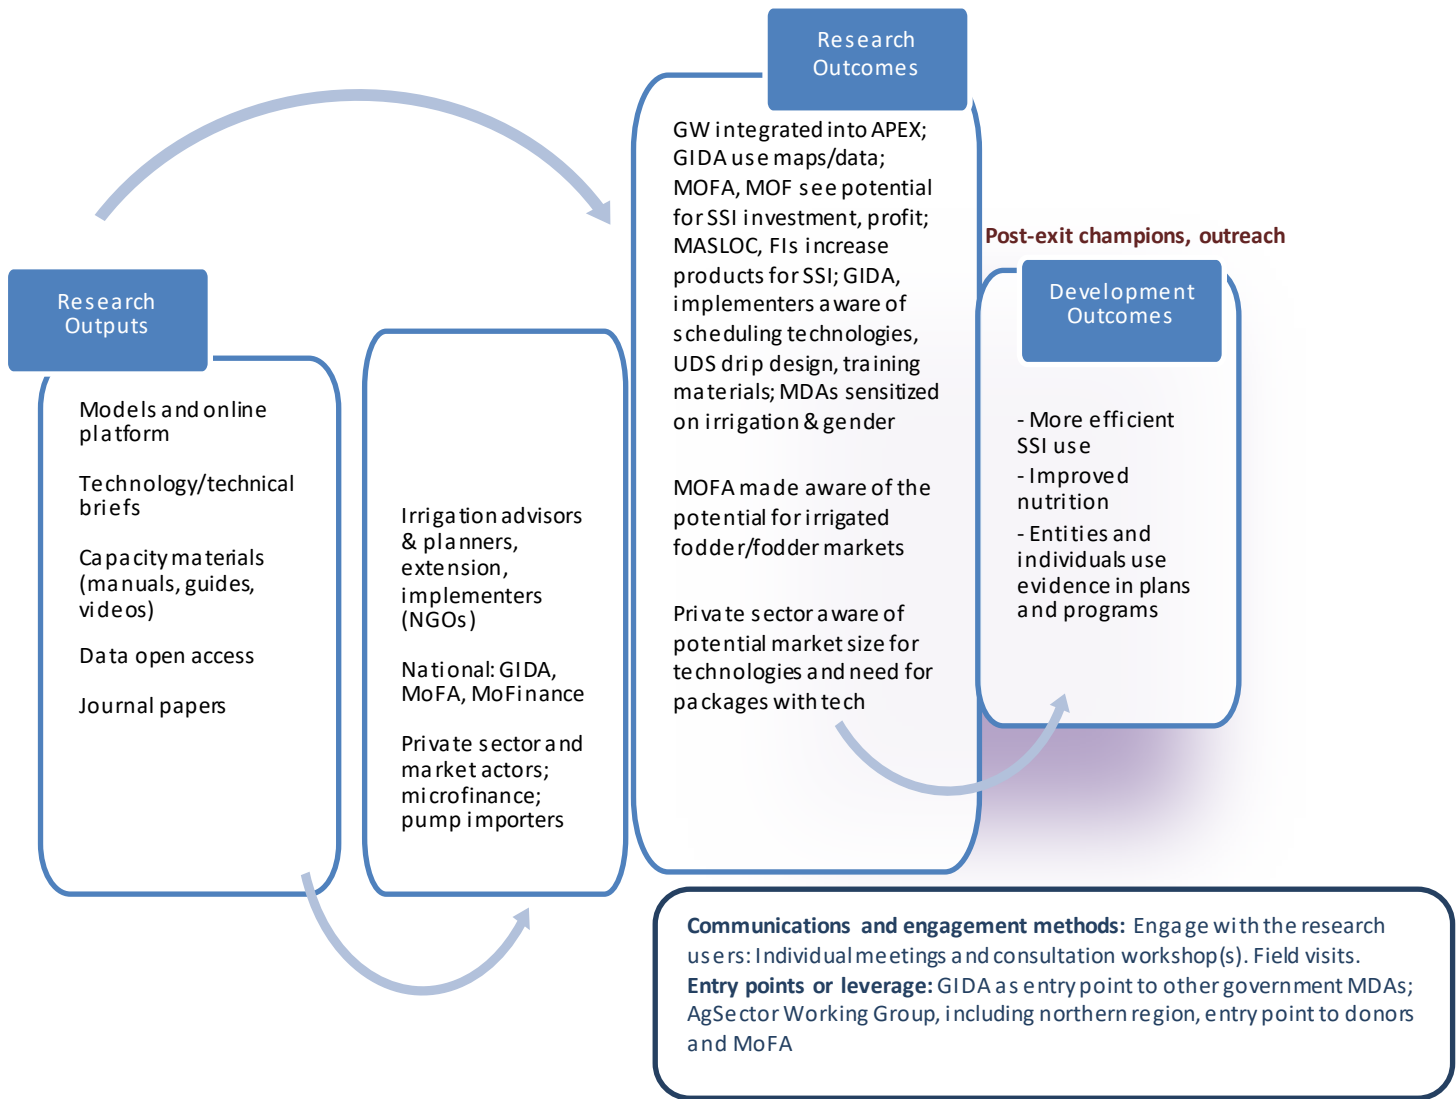 Research
Outputs
Models and online
platform
Technology/technical
briefs
Capacity materials
(manuals, guides,
videos)
Data open access
Journal papers
Irrigation advisors
& planners,
extension,
implementers
(NGOs)
National: GIDA,
MoFA, MoFinance
Private sector and
market actors;
microfinance;
pump importers
Research
Outcomes
GW integrated into APEX;
GIDA use maps/data;
MOFA, MOF see potential
for SSI investment, profit;
MASLOC, FIs increase
products for SSI; GIDA,
implementers aware of
scheduling technologies,
UDS drip design, training
materials; MDAs sensitized
on irrigation & gender
MOFA made aware of the
potential for irrigated
fodder/fodder markets
Private sector aware of
potential market size for
technologies and need for
packages with tech
Post-exit champions, outreach
Development
Outcomes
- More efficient
SSI use
- Improved
nutrition
- Entities and
individuals use
evidence in plans
and programs
Communications and engagement methods: Engage with the research
users: Individual meetings and consultation workshop(s). Field visits.
Entry points or leverage: GIDA as entry point to other government MDAs;
AgSector Working Group, including northern region, entry point to donors
and MoFA